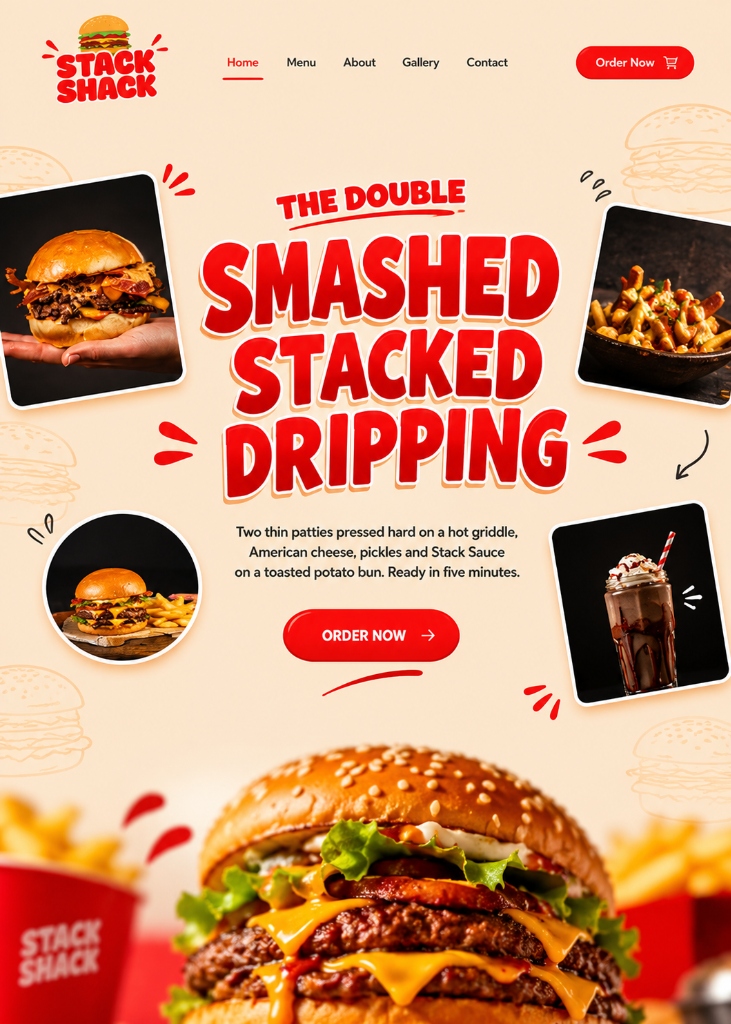 STACK
SHACK
Home Menu About Gallery Contact
Order Now
THE DOUBLE
SMASHED
STACKED
DRIPPING
Two thin patties pressed hard on a hot griddle,
American cheese, pickles and Stack Sauce
on a toasted potato bun. Ready in five minutes.
ORDER NOW
STACK
SHACK